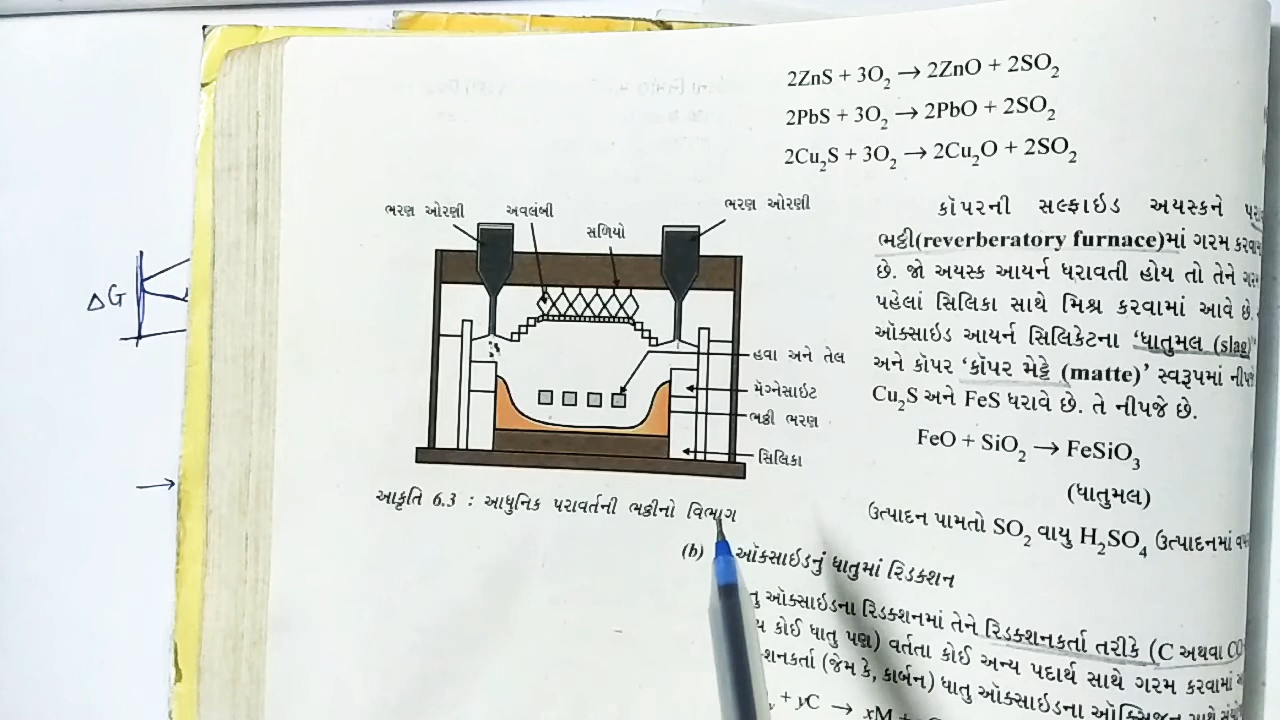 2ZnS + 3O₂ → 2ZnO + 2SO₂
2PbS + 3O₂ → 2PbO + 2SO₂
2Cu₂S + 3O₂ → 2Cu₂O + 2SO₂
ભરણ ઓરણી
અવલંબી
સળિયો
ભરણ ઓરણી
હવા અને તેલ
મૅગ્નેસાઇટ
ભઠ્ઠી ભરણ
સિલિકા
આકૃતિ 6.3 : આધુનિક પરાવર્તની ભઠ્ઠીનો વિભાગ
કૉપરની સલ્ફાઇડ અયસ્કને
ભઠ્ઠી(reverberatory furnace)માં ગરમ
છે. જો અયસ્ક આયર્ન ધરાવતી હોય તો તેને
પહેલાં સિલિકા સાથે મિશ્ર કરવામાં આવે છે.
ઑક્સાઇડ આયર્ન સિલિકેટના ‘ધાતુમલ (slag)’
અને કૉપર ‘કૉપર મેટ્ટે (matte)’ સ્વરૂપમાં
Cu₂S અને FeS ધરાવે છે. તે નીપજે છે.
FeO + SiO₂ → FeSiO₃
(ધાતુમલ)
ઉત્પાદન પામતો SO₂ વાયુ H₂SO₄ ઉત્પાદનમાં
(b) ઑક્સાઇડનું ધાતુમાં રિડક્શન
ઑક્સાઇડના રિડક્શનમાં તેને રિડક્શનકર્તા તરીકે (C અથવા
કોઈ ધાતુ પણ) વર્તતા કોઈ અન્ય પદાર્થ સાથે ગરમ કરવામાં
(જેમ કે, કાર્બન) ધાતુ ઑક્સાઇડના ઑક્સિજન સાથે
+ yC → xM +
ΔG
→